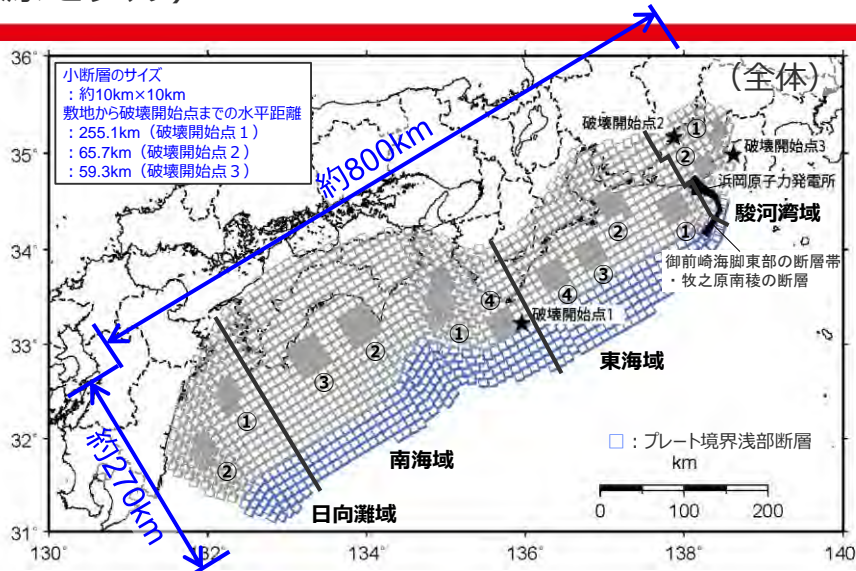 36°
35°
34°
33°
32°
31°
130°
132°
134°
136°
138°
140°
小断層のサイズ
:約10km×10km
敷地から破壊開始点までの水平距離
:255.1km(破壊開始点1)
:65.7km(破壊開始点2)
:59.3km(破壊開始点3)
(全体)
約800km
約270km
破壊開始点2
破壊開始点3
浜岡原子力発電所
駿河湾域
御前崎海脚東部の断層帯
・牧之原南稜の断層
破壊開始点1
①
②
①
②
③
④
④
①
②
③
①
②
東海域
南海域
日向灘域
□:プレート境界浅部断層
km
0 100 200